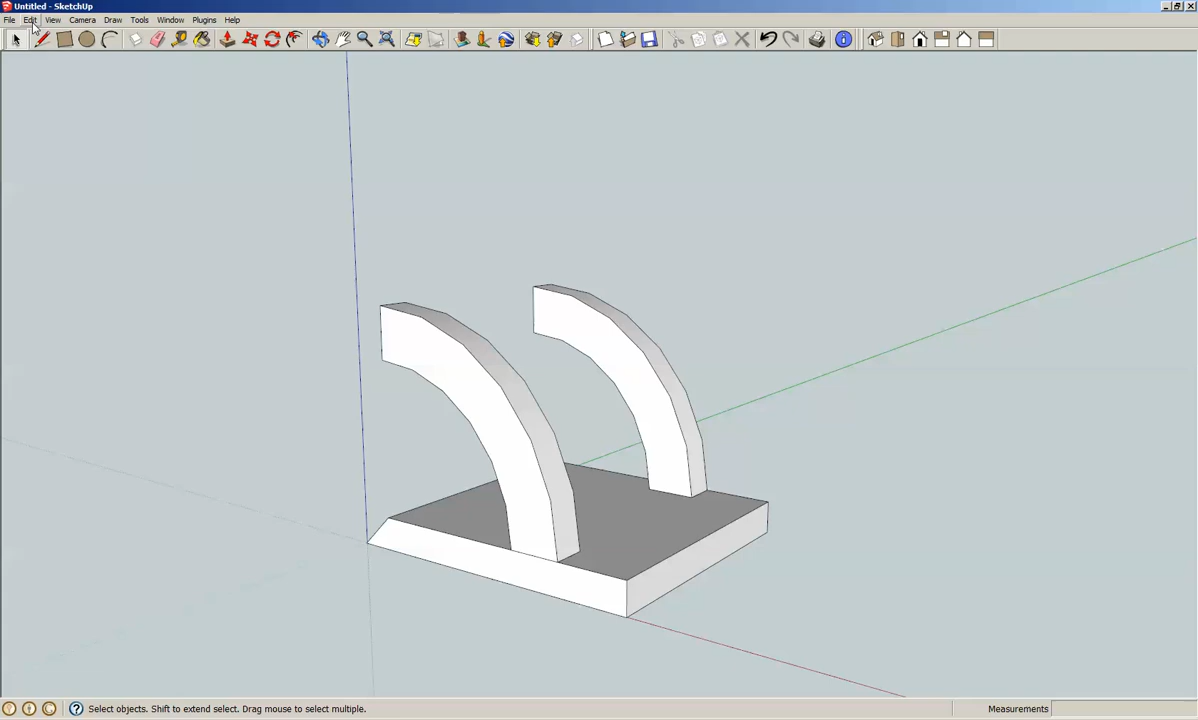 Untitled - SketchUp
File Edit View Camera Draw Tools Window Plugins Help
Select objects. Shift to extend select. Drag mouse to select multiple.
Measurements